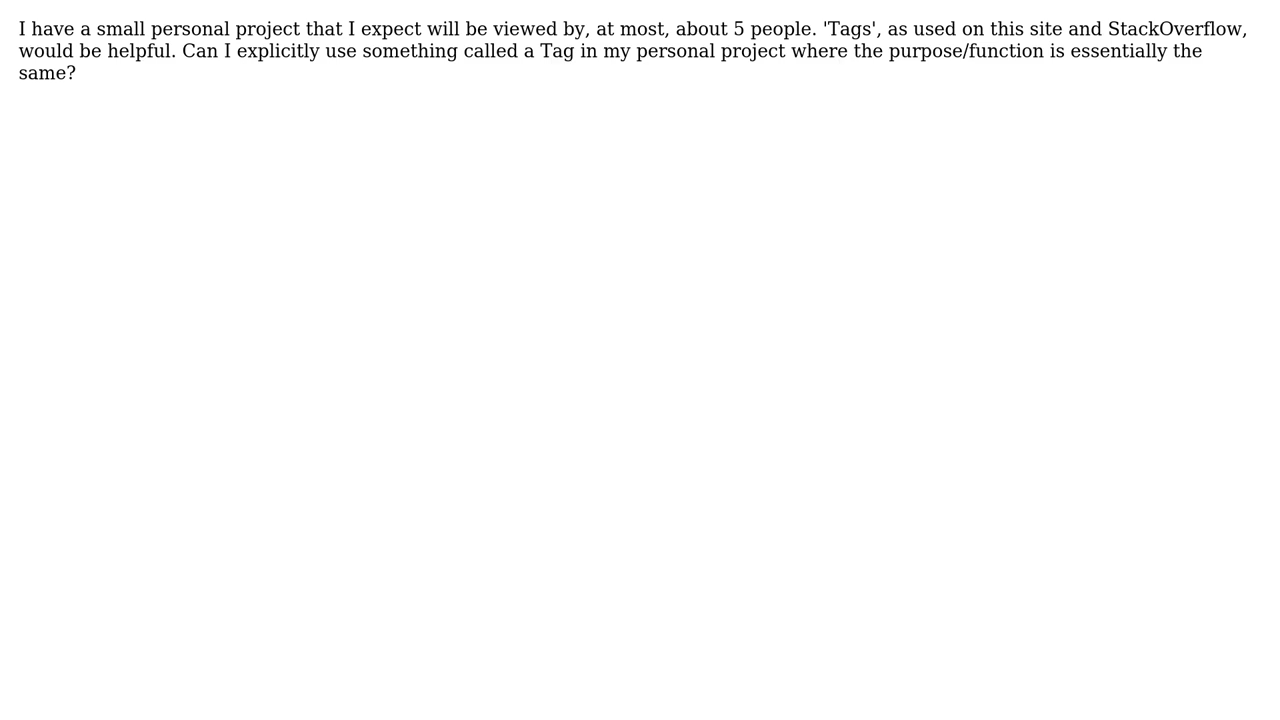 I have a small personal project that I expect will be viewed by, at most, about 5 people. 'Tags', as used on this site and StackOverflow,
would be helpful. Can I explicitly use something called a Tag in my personal project where the purpose/function is essentially the
same?